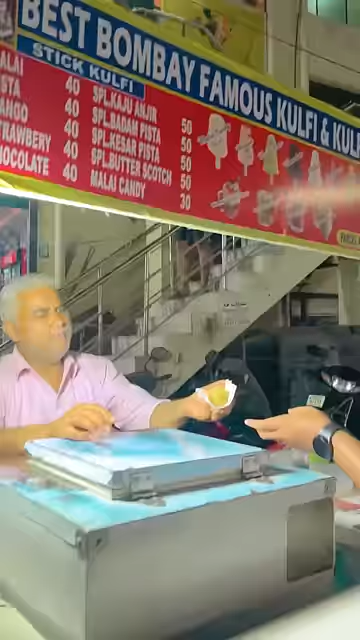 BEST BOMBAY FAMOUS KULFI & KULF
STICK KULFI
ALAI 40 SPL.KAJU ANJIR 50
STA 40 SPL.BADAM PISTA 50
ANGO 40 SPL.KESAR PISTA 50
RAWBERY 40 SPL.BUTTER SCOTCH 50
HOCOLATE 40 MALAI CANDY 30